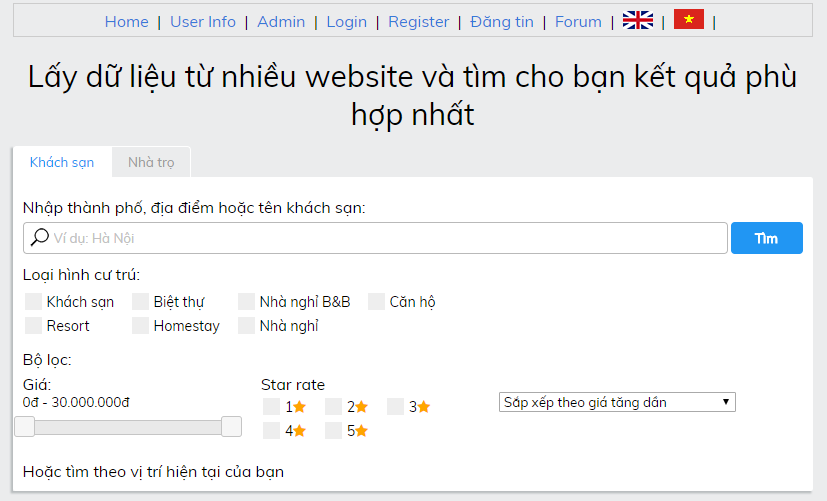 Home | User Info | Admin | Login | Register | Đăng tin | Forum | | |
Lấy dữ liệu từ nhiều website và tìm cho bạn kết quả phù
hợp nhất
Khách sạn Nhà trọ
Nhập thành phố, địa điểm hoặc tên khách sạn:
Ví dụ: Hà Nội Tìm
Loại hình cư trú:
Khách sạn Biệt thự Nhà nghỉ B&B Căn hộ
Resort Homestay Nhà nghỉ
Bộ lọc:
Giá: Star rate
0đ - 30.000.000đ
1 2 3
Sắp xếp theo giá tăng dần
4 5
Hoặc tìm theo vị trí hiện tại của bạn